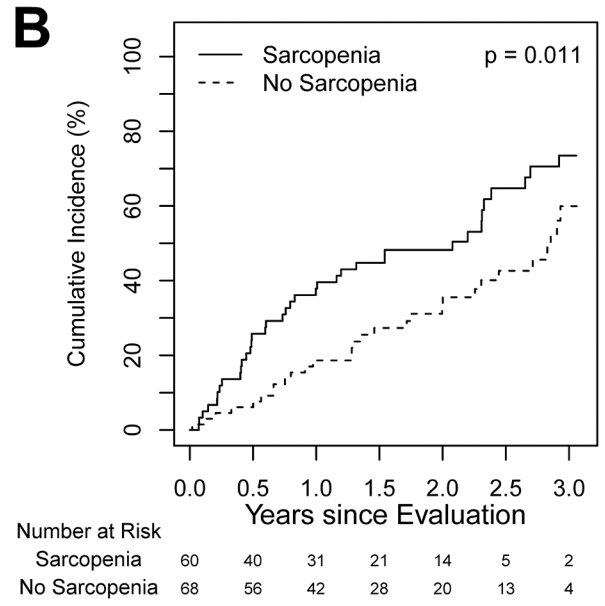 B
Sarcopenia
No Sarcopenia
p = 0.011
Cumulative Incidence (%)
100
80
60
40
20
0
0.0 0.5 1.0 1.5 2.0 2.5 3.0
Years since Evaluation
Number at Risk
Sarcopenia 60 40 31 21 14 5 2
No Sarcopenia 68 56 42 28 20 13 4